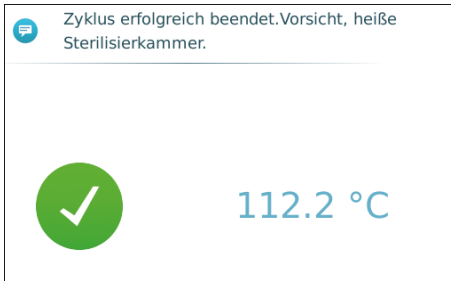 Zyklus erfolgreich beendet.Vorsicht, heiße
Sterilisierkammer.
112.2 °C